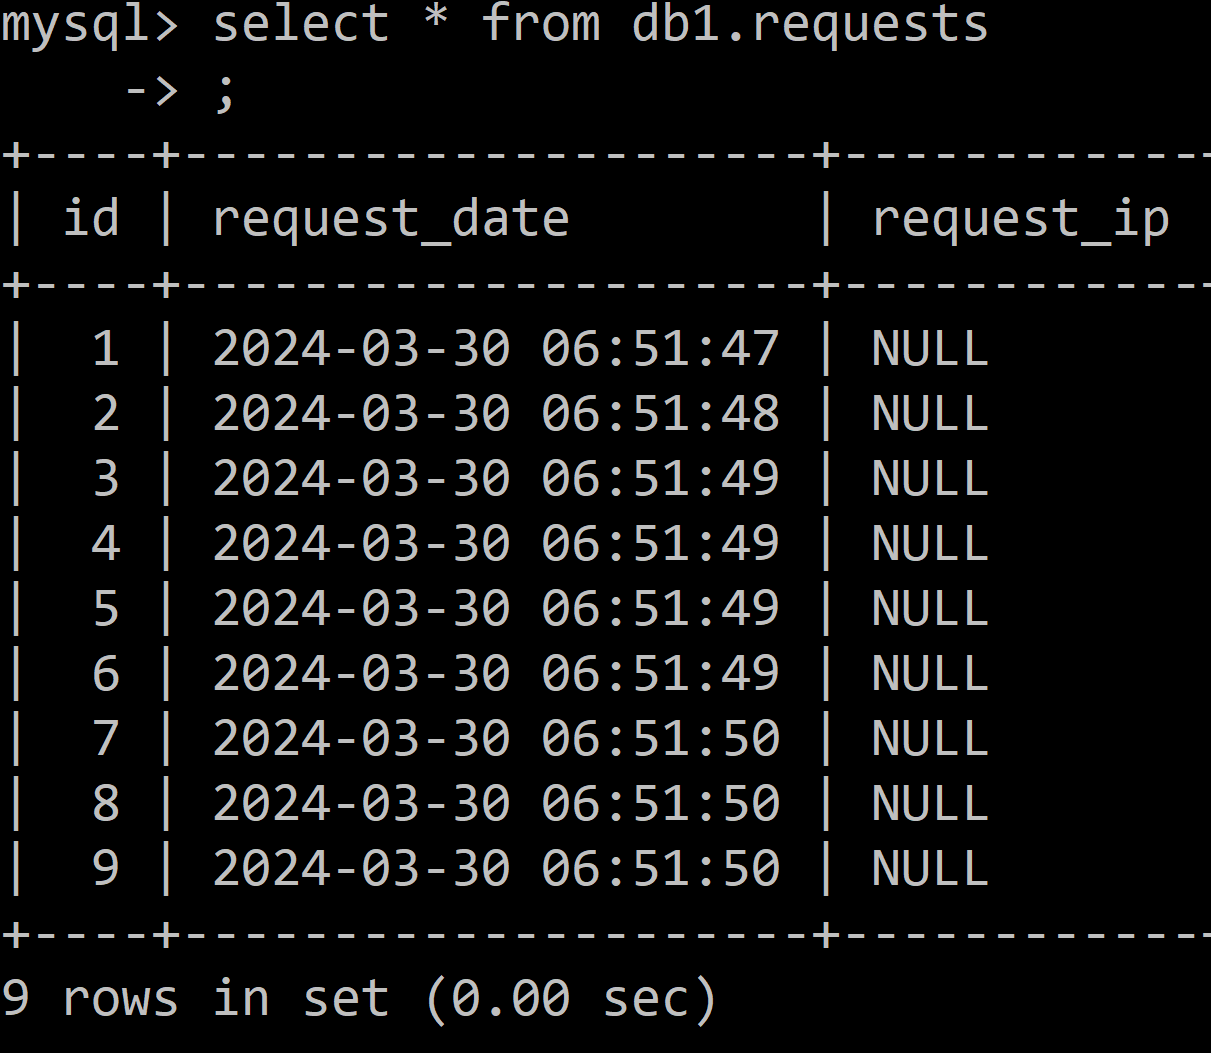 mysql> select * from db1.requests
    -> ;
+----+---------------------+------------+
| id | request_date        | request_ip
+----+---------------------+------------+
|  1 | 2024-03-30 06:51:47 | NULL
|  2 | 2024-03-30 06:51:48 | NULL
|  3 | 2024-03-30 06:51:49 | NULL
|  4 | 2024-03-30 06:51:49 | NULL
|  5 | 2024-03-30 06:51:49 | NULL
|  6 | 2024-03-30 06:51:49 | NULL
|  7 | 2024-03-30 06:51:50 | NULL
|  8 | 2024-03-30 06:51:50 | NULL
|  9 | 2024-03-30 06:51:50 | NULL
+----+---------------------+------------+
9 rows in set (0.00 sec)